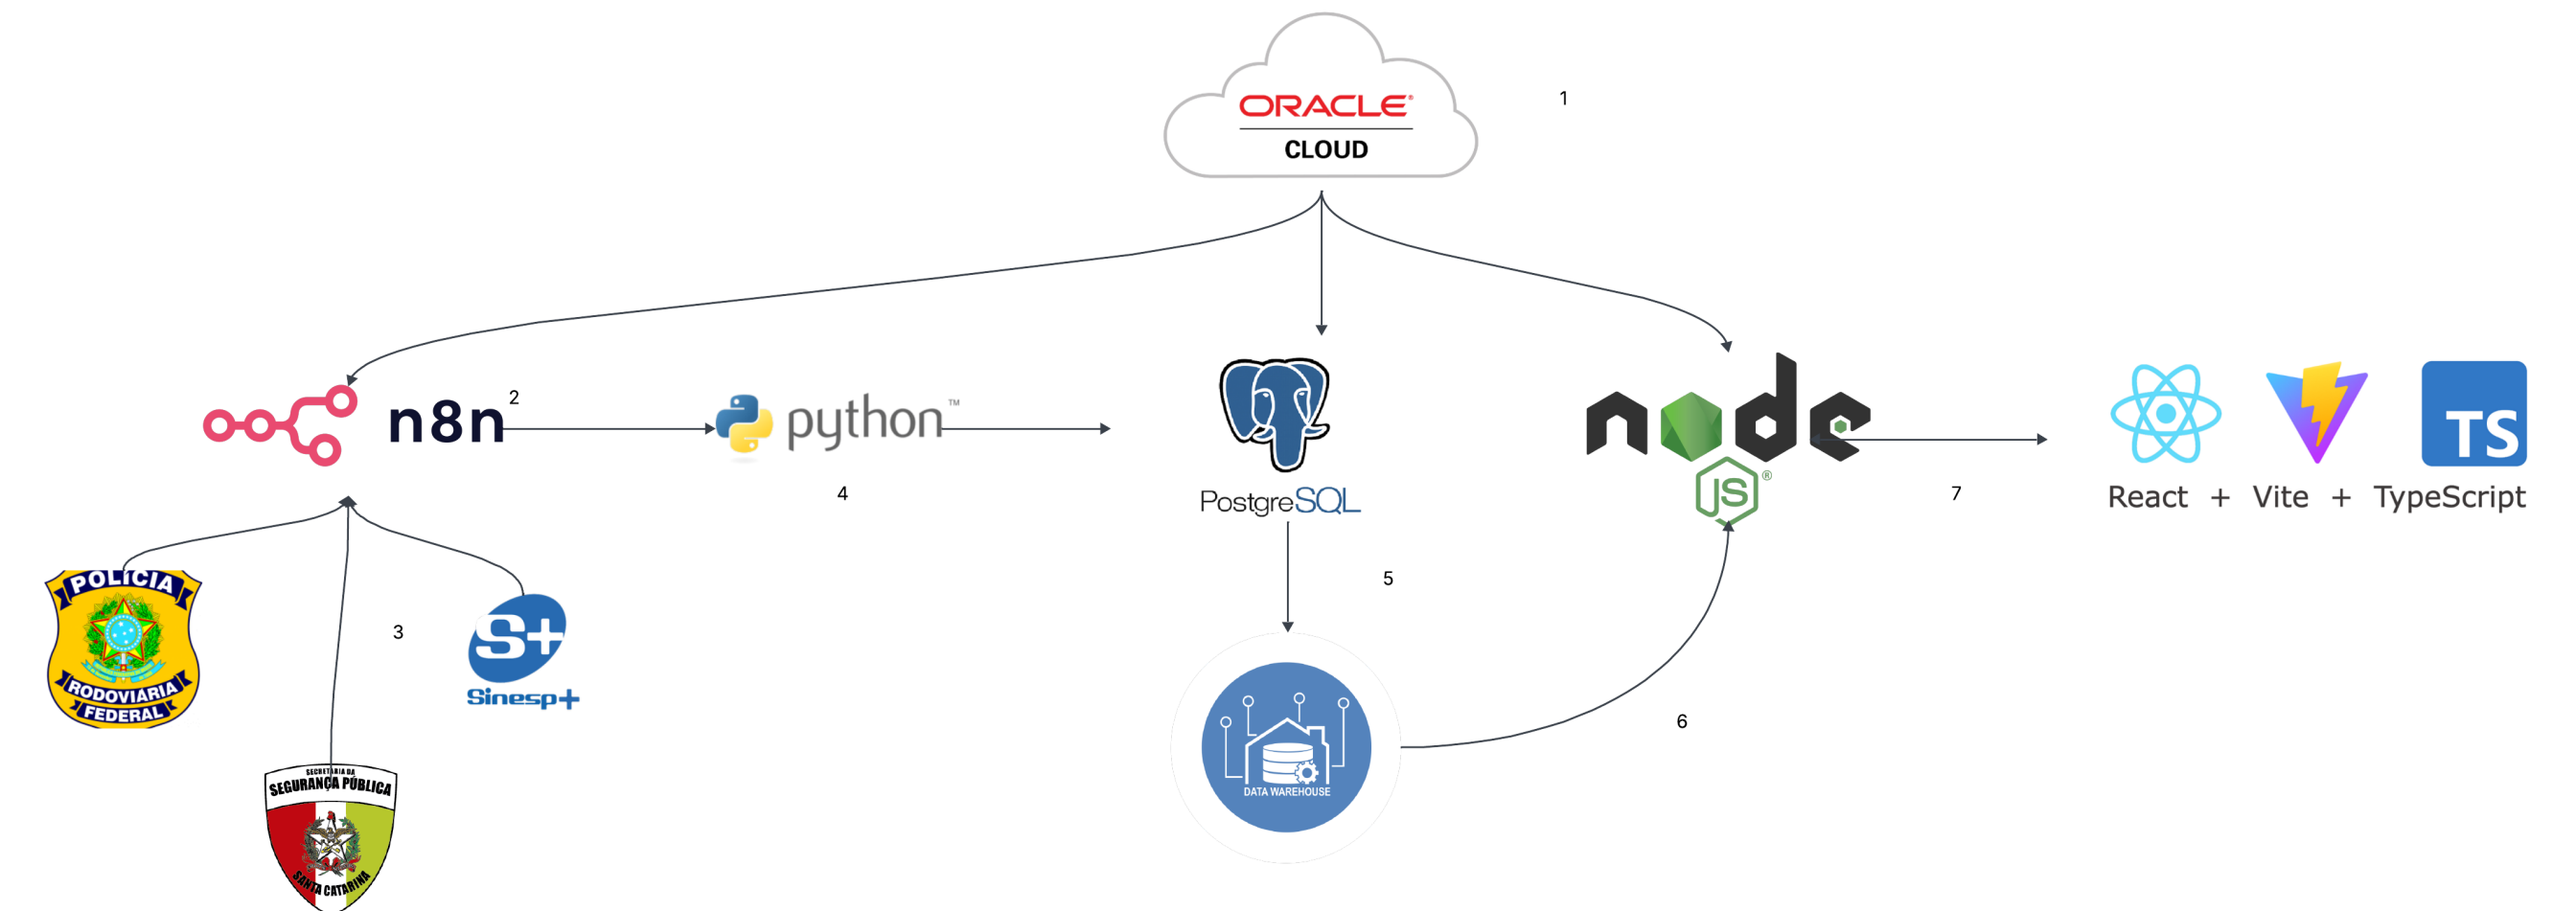 ORACLE®
CLOUD
1
n8n
2
python™
4
PostgreSQL
node
JS®
7
TS
React + Vite + TypeScript
5
POLÍCIA
RODOVIÁRIA
FEDERAL
3
S+
Sinesp+
6
DATA WAREHOUSE
SECRETARIA DA
SEGURANÇA PÚBLICA
SANTA CATARINA